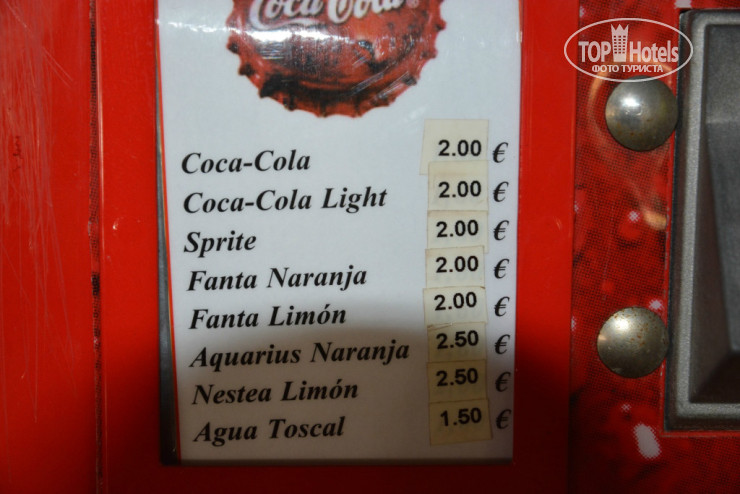 Coca-Cola
TOP Hotels
ФОТО ТУРИСТА
Coca-Cola 2.00 €
Coca-Cola Light 2.00 €
Sprite 2.00 €
Fanta Naranja 2.00 €
Fanta Limón 2.00 €
Aquarius Naranja 2.50 €
Nestea Limón 2.50 €
Agua Toscal 1.50 €